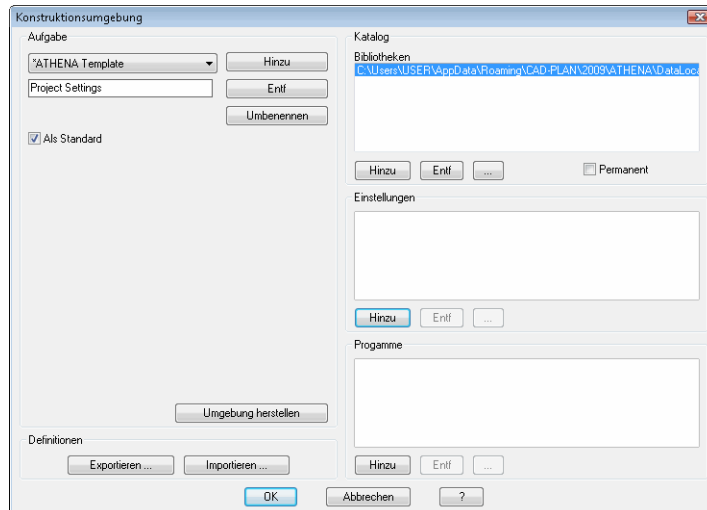 Konstruktionsumgebung
Aufgabe
*ATHENA Template
Hinzu
Project Settings
Entf
Umbenennen
Als Standard
Umgebung herstellen
Definitionen
Exportieren ...
Importieren ...
Katalog
Bibliotheken
C:\Users\USER\AppData\Roaming\CAD-PLAN\2009\ATHENA\DataLoca
Hinzu
Entf
...
Permanent
Einstellungen
Hinzu
Entf
...
Progamme
Hinzu
Entf
...
OK
Abbrechen
?